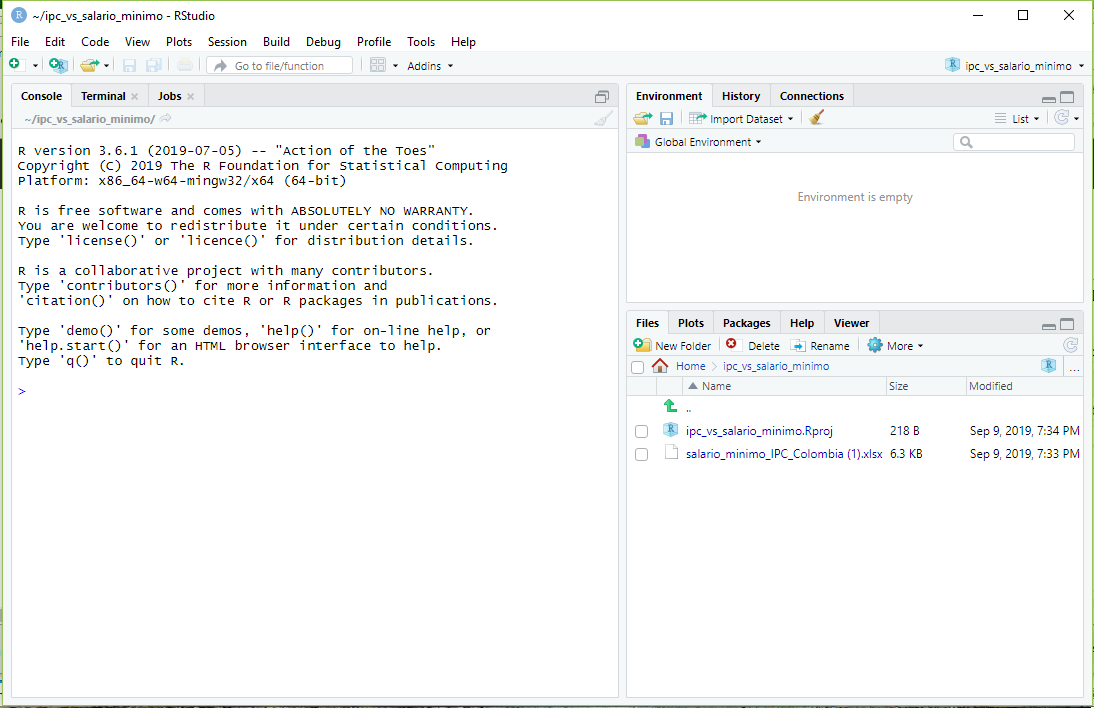 ~/ipc_vs_salario_minimo - RStudio
File Edit Code View Plots Session Build Debug Profile Tools Help
Go to file/function Addins ipc_vs_salario_minimo
Console Terminal Jobs
~/ipc_vs_salario_minimo/
R version 3.6.1 (2019-07-05) -- "Action of the Toes"
Copyright (C) 2019 The R Foundation for Statistical Computing
Platform: x86_64-w64-mingw32/x64 (64-bit)
R is free software and comes with ABSOLUTELY NO WARRANTY.
You are welcome to redistribute it under certain conditions.
Type 'license()' or 'licence()' for distribution details.
R is a collaborative project with many contributors.
Type 'contributors()' for more information and
'citation()' on how to cite R or R packages in publications.
Type 'demo()' for some demos, 'help()' for on-line help, or
'help.start()' for an HTML browser interface to help.
Type 'q()' to quit R.
>
Environment History Connections
Import Dataset List
Global Environment
Environment is empty
Files Plots Packages Help Viewer
New Folder Delete Rename More
Home ipc_vs_salario_minimo ...
Name Size Modified
..
ipc_vs_salario_minimo.Rproj 218 B Sep 9, 2019, 7:34 PM
salario_minimo_IPC_Colombia (1).xlsx 6.3 KB Sep 9, 2019, 7:33 PM